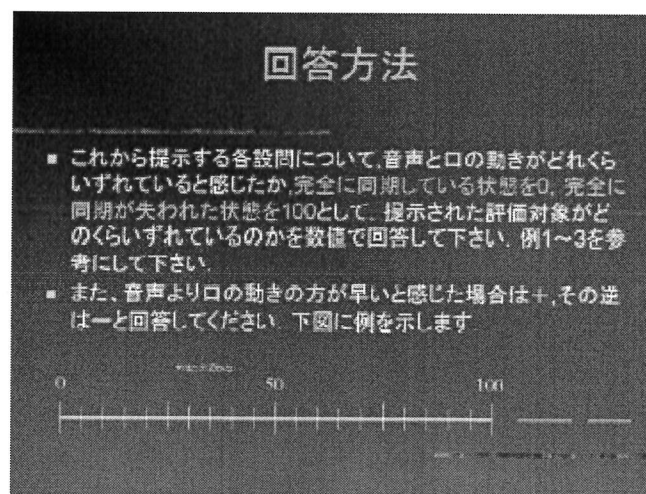 回答方法
■ これから提示する各設問について,音声と口の動きがどれくら
いずれていると感じたか,完全に同期している状態を0, 完全に
同期が失われた状態を100として, 提示された評価対象がど
のくらいずれているのかを数値で回答して下さい. 例1～3を参
考にして下さい.
■ また、音声より口の動きの方が早いと感じた場合は＋,その逆
は－と回答してください. 下図に例を示します
0 50 100